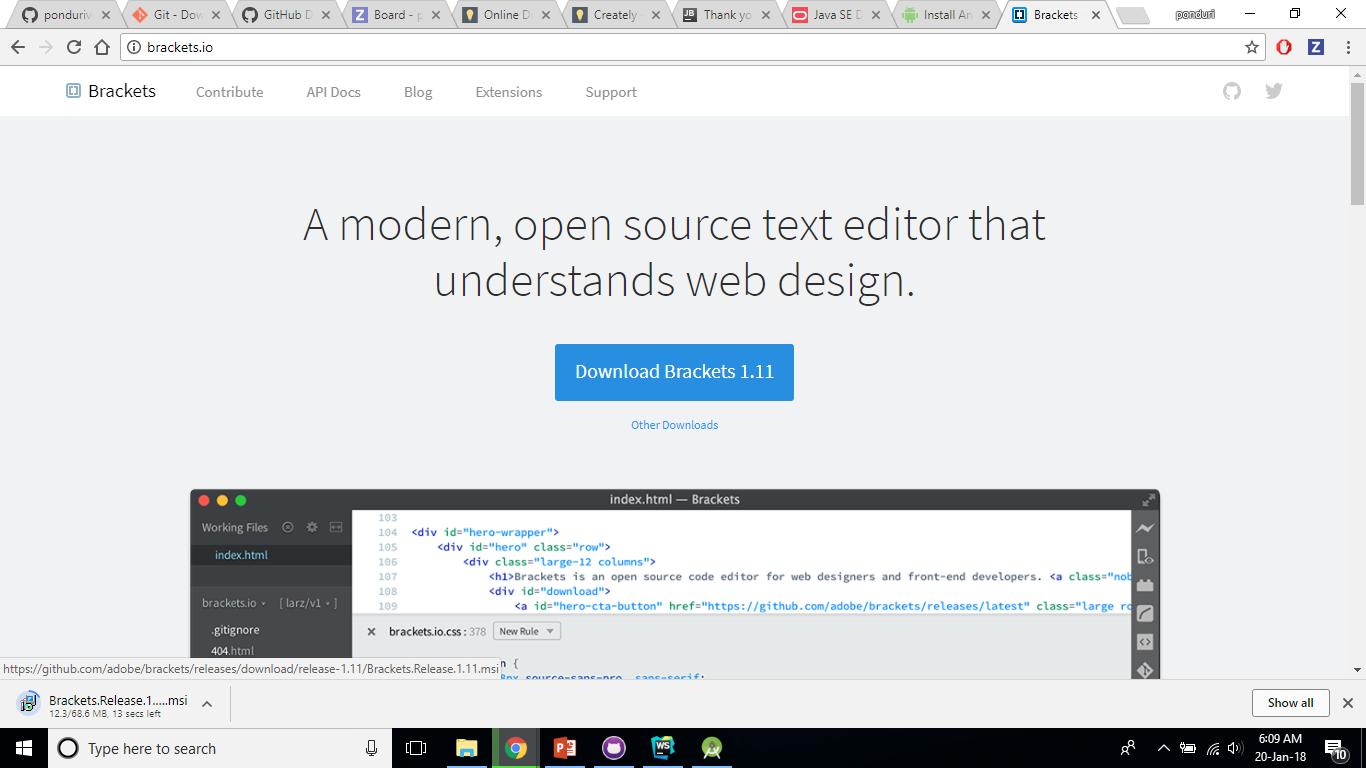 ponduriv
Git - Dow
GitHub D
Board - p
Online D
Creately
Thank yo
Java SE D
Install An
Brackets
ponduri
brackets.io
Brackets
Contribute
API Docs
Blog
Extensions
Support
A modern, open source text editor that
understands web design.
Download Brackets 1.11
Other Downloads
index.html — Brackets
Working Files
index.html
brackets.io
[ larz/v1 ]
.gitignore
404.html
103
104 <div id="hero-wrapper">
105 <div id="hero" class="row">
106 <div class="large-12 columns">
107 <h1>Brackets is an open source code editor for web designers and front-end developers. <a class="nob
108 <div id="download">
109 <a id="hero-cta-button" href="https://github.com/adobe/brackets/releases/latest" class="large ro
× brackets.io.css : 378 New Rule
n {
8px source-sans-pro, sans-serif;
https://github.com/adobe/brackets/releases/download/release-1.11/Brackets.Release.1.11.msi
Brackets.Release.1.....msi
12.3/68.6 MB, 13 secs left
Show all
Type here to search
6:09 AM
20-Jan-18
10